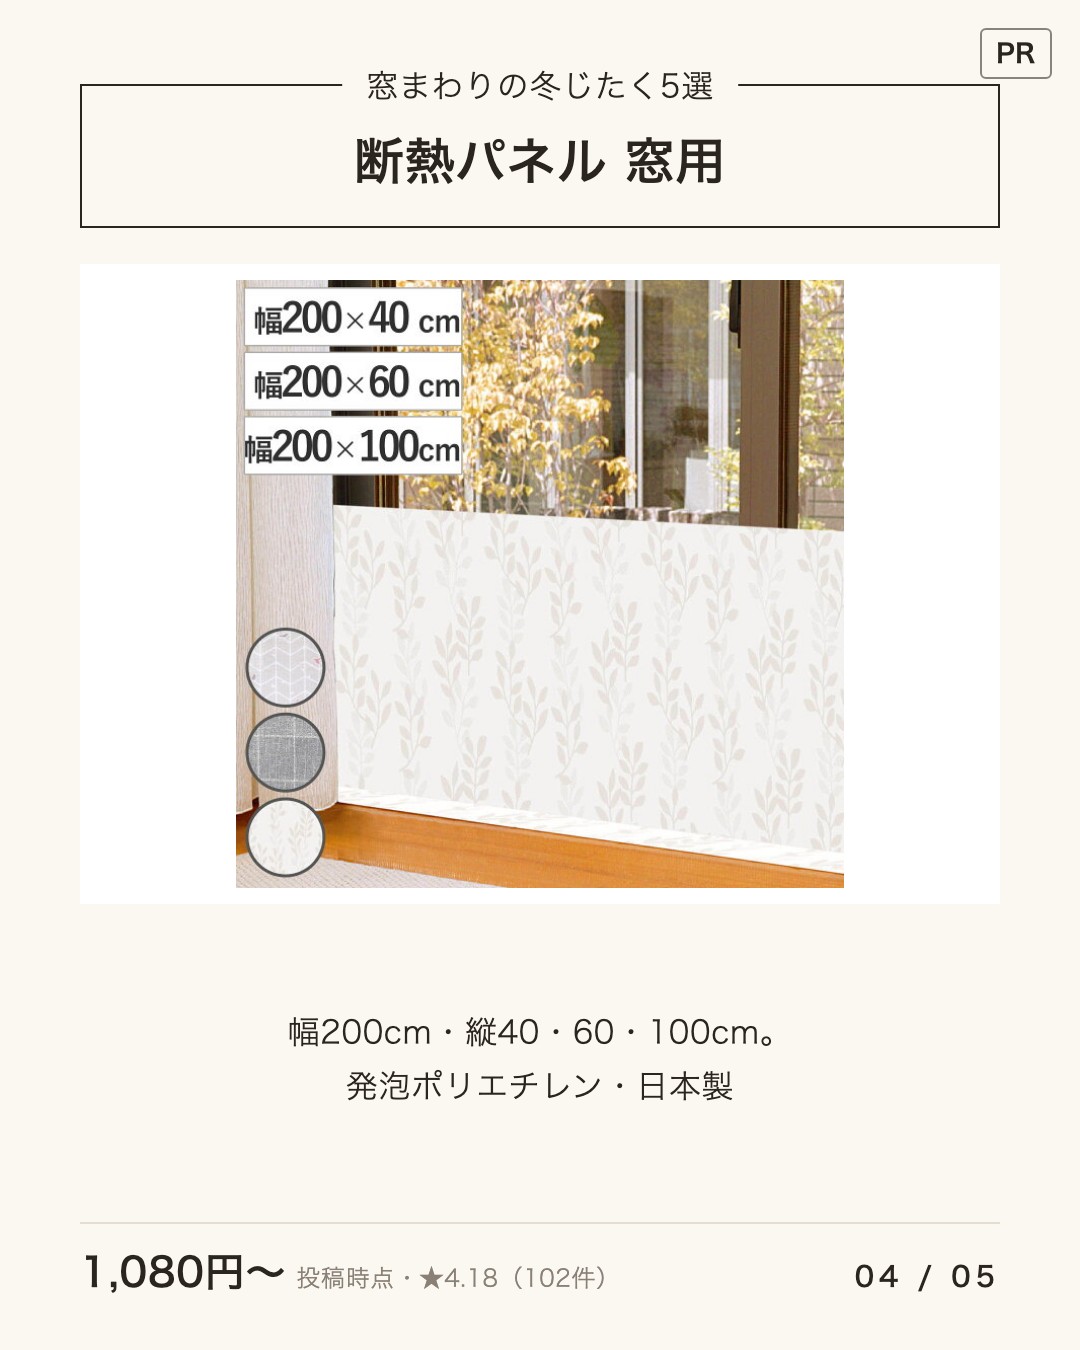 PR
窓まわりの冬じたく5選
断熱パネル 窓用
幅200×40 cm
幅200×60 cm
幅200×100cm
幅200cm・縦40・60・100cm。
発泡ポリエチレン・日本製
1,080円〜 投稿時点・★4.18（102件）
04 / 05